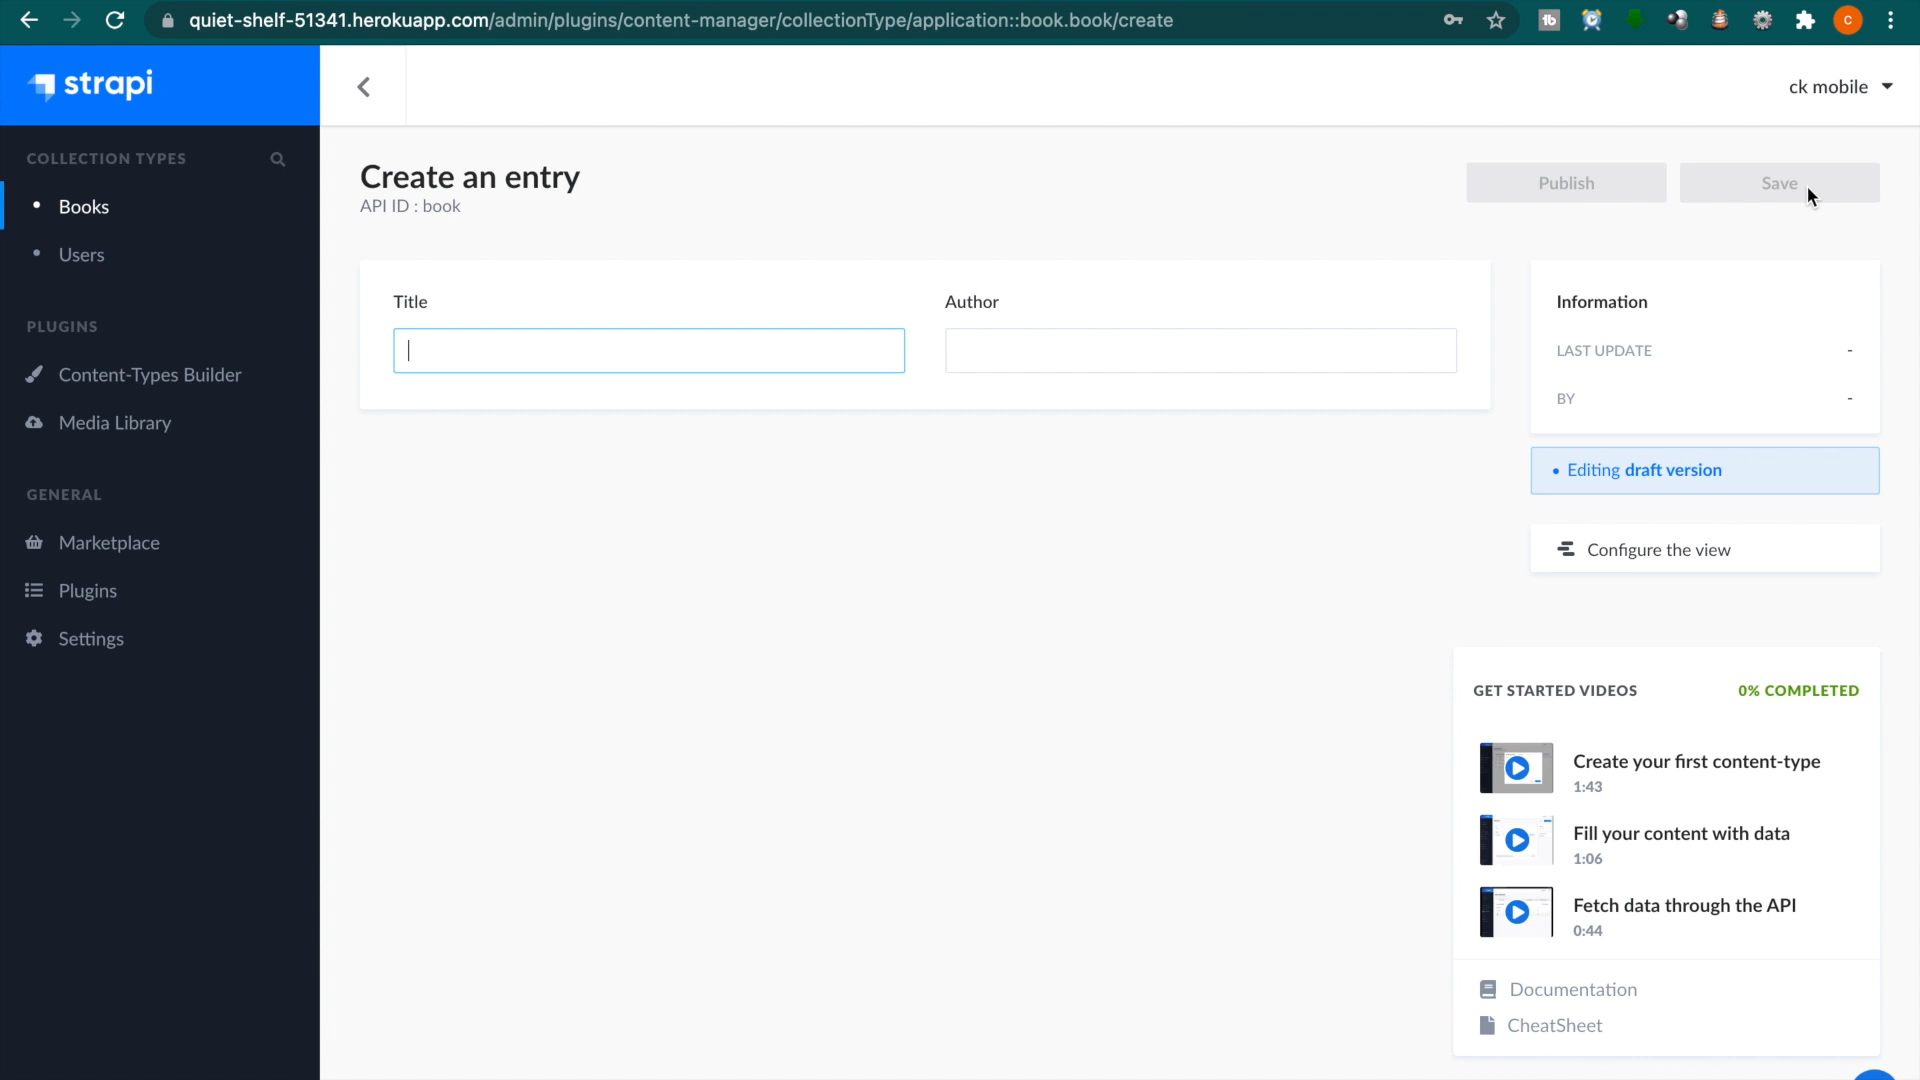 quiet-shelf-51341.herokuapp.com/admin/plugins/content-manager/collectionType/application::book.book/create
tb
C
strapi
ck mobile
COLLECTION TYPES
Books
Users
PLUGINS
Content-Types Builder
Media Library
GENERAL
Marketplace
Plugins
Settings
Create an entry
API ID : book
Publish
Save
Title
Author
Information
LAST UPDATE -
BY -
Editing draft version
Configure the view
GET STARTED VIDEOS 0% COMPLETED
Create your first content-type
1:43
Fill your content with data
1:06
Fetch data through the API
0:44
Documentation
CheatSheet